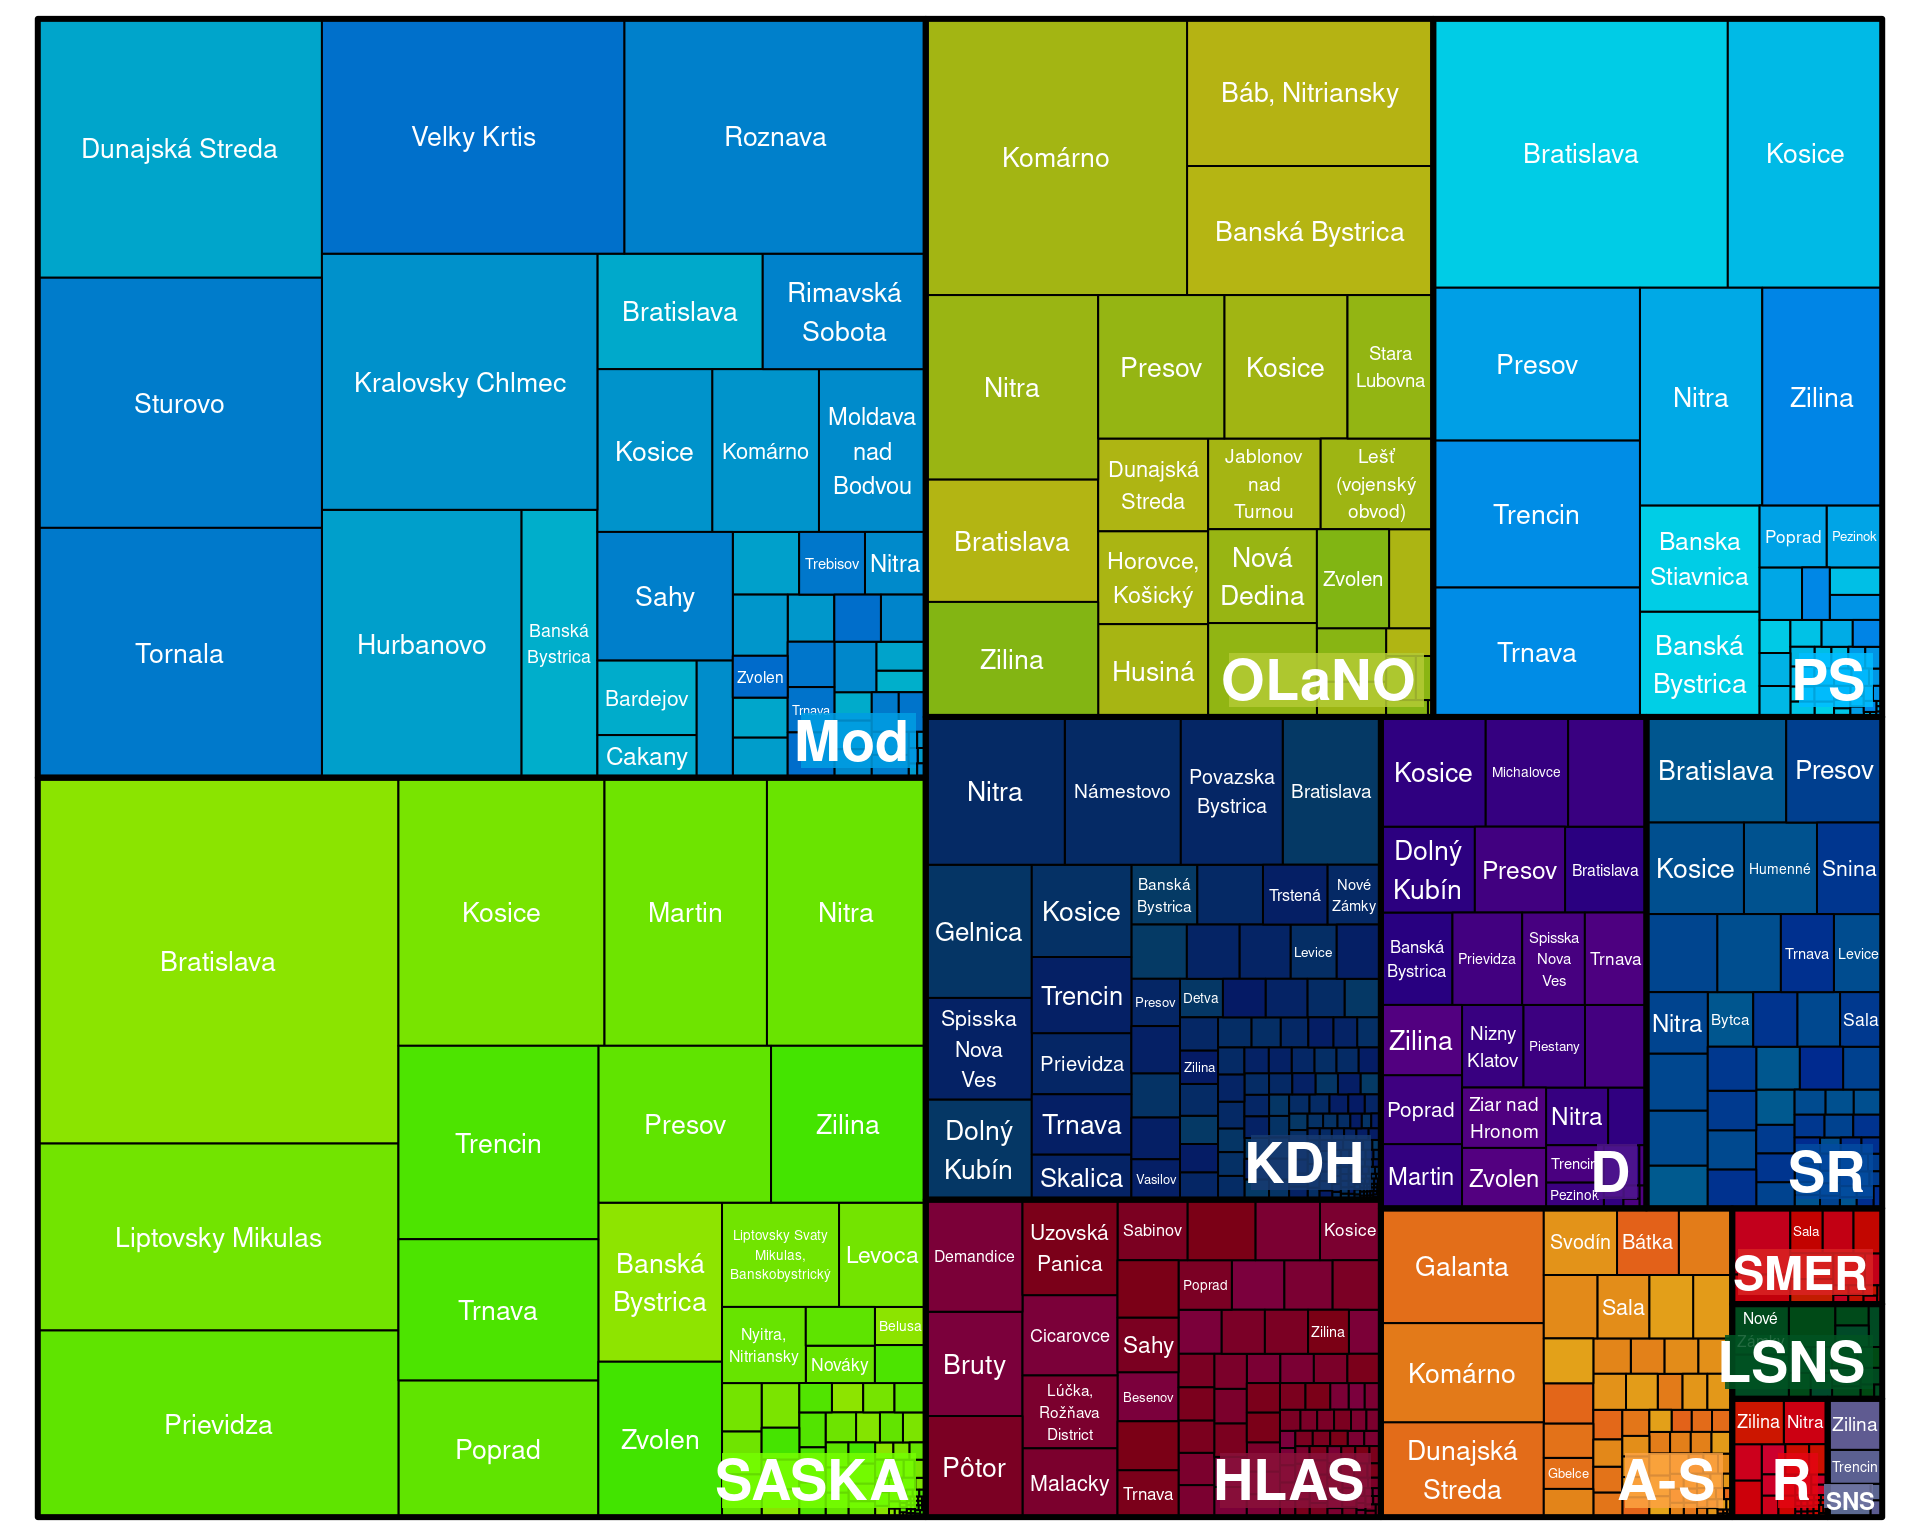 Dunajská Streda
Velky Krtis
Roznava
Sturovo
Kralovsky Chlmec
Bratislava
Rimavská
Sobota
Kosice
Komárno
Moldava
nad
Bodvou
Tornala
Hurbanovo
Banská
Bystrica
Sahy
Trebisov
Nitra
Zvolen
Bardejov
Trnava
Cakany
Mod
Komárno
Báb, Nitriansky
Banská Bystrica
Nitra
Presov
Kosice
Stara
Lubovna
Dunajská
Streda
Jablonov
nad
Turnou
Lešť
(vojenský
obvod)
Bratislava
Horovce,
Košický
Nová
Dedina
Zvolen
Zilina
Husiná
OLaNO
Bratislava
Kosice
Presov
Nitra
Zilina
Trencin
Banska
Stiavnica
Poprad
Pezinok
Trnava
Banská
Bystrica
PS
Bratislava
Kosice
Martin
Nitra
Liptovsky Mikulas
Trencin
Presov
Zilina
Trnava
Banská
Bystrica
Liptovsky Svaty
Mikulas,
Banskobystrický
Levoca
Nyitra,
Nitriansky
Belusa
Nováky
Prievidza
Poprad
Zvolen
SASKA
Nitra
Námestovo
Povazska
Bystrica
Bratislava
Gelnica
Kosice
Banská
Bystrica
Trstená
Nové
Zámky
Levice
Trencin
Presov
Detva
Spisska
Nova
Ves
Prievidza
Zilina
Dolný
Kubín
Trnava
Skalica
Vasilov
KDH
Kosice
Michalovce
Dolný
Kubín
Presov
Bratislava
Banská
Bystrica
Prievidza
Spisska
Nova
Ves
Trnava
Zilina
Nizny
Klatov
Piestany
Poprad
Ziar nad
Hronom
Nitra
Martin
Zvolen
Trencin
Pezinok
D
Bratislava
Presov
Kosice
Humenné
Snina
Trnava
Levice
Nitra
Bytca
Sala
SR
Demandice
Uzovská
Panica
Sabinov
Kosice
Poprad
Bruty
Cicarovce
Sahy
Zilina
Lúčka,
Rožňava
District
Besenov
Pôtor
Malacky
Trnava
HLAS
Galanta
Svodín
Bátka
Sala
Komárno
Dunajská
Streda
Gbelce
A-S
Sala
SMER
Nové
Zámky
LSNS
Zilina
Nitra
R
Zilina
Trencin
SNS